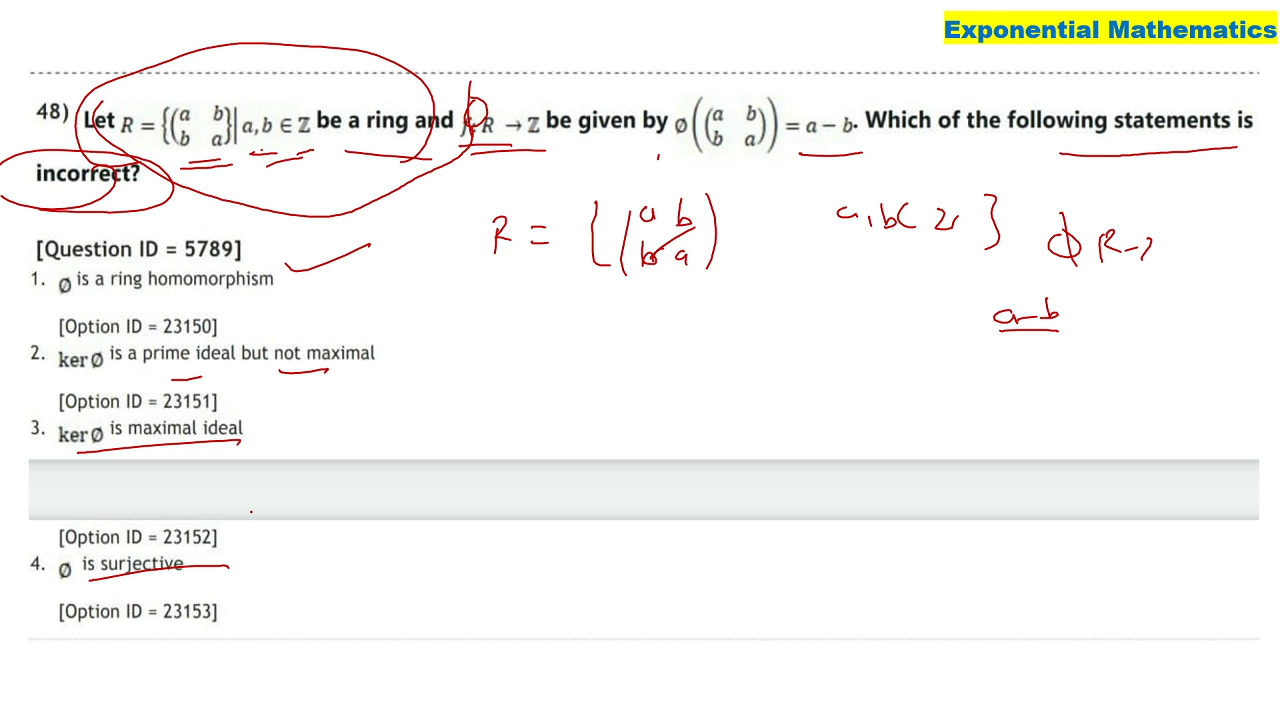 Exponential Mathematics
48) Let R = {(a b
b a)| a, b ∈ ℤ be a ring and R → ℤ be given by ø((a b
b a)) = a − b. Which of the following statements is
incorrect?
R = { (a b
b a) a, b ∈ ℤ } ϕ R→
a−b
[Question ID = 5789]
1. ø is a ring homomorphism
[Option ID = 23150]
2. ker ø is a prime ideal but not maximal
[Option ID = 23151]
3. ker ø is maximal ideal
[Option ID = 23152]
4. ø is surjective
[Option ID = 23153]